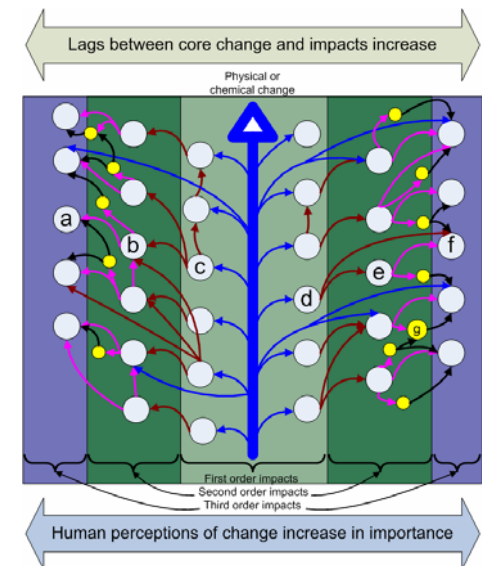 Lags between core change and impacts increase
Physical or
chemical change
a
b
c
d
e
f
g
First order impacts
Second order impacts
Third order impacts
Human perceptions of change increase in importance